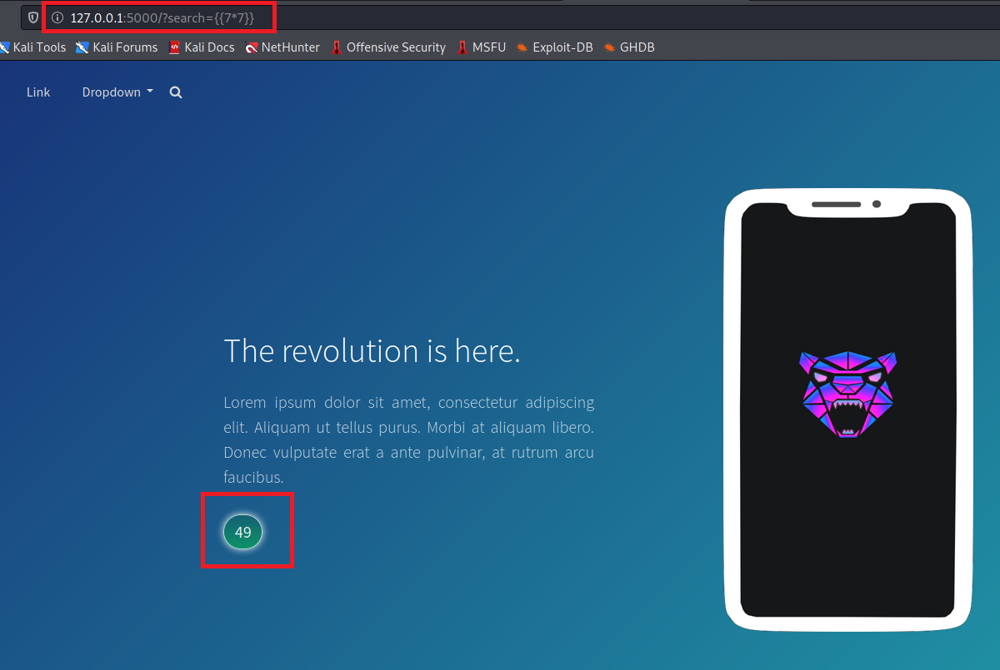 127.0.0.1:5000/?search={{7*7}}
Kali Tools Kali Forums Kali Docs NetHunter Offensive Security MSFU Exploit-DB GHDB
Link Dropdown
The revolution is here.
Lorem ipsum dolor sit amet, consectetur adipiscing
elit. Aliquam ut tellus purus. Morbi at aliquam libero.
Donec vulputate erat a ante pulvinar, at rutrum arcu
faucibus.
49